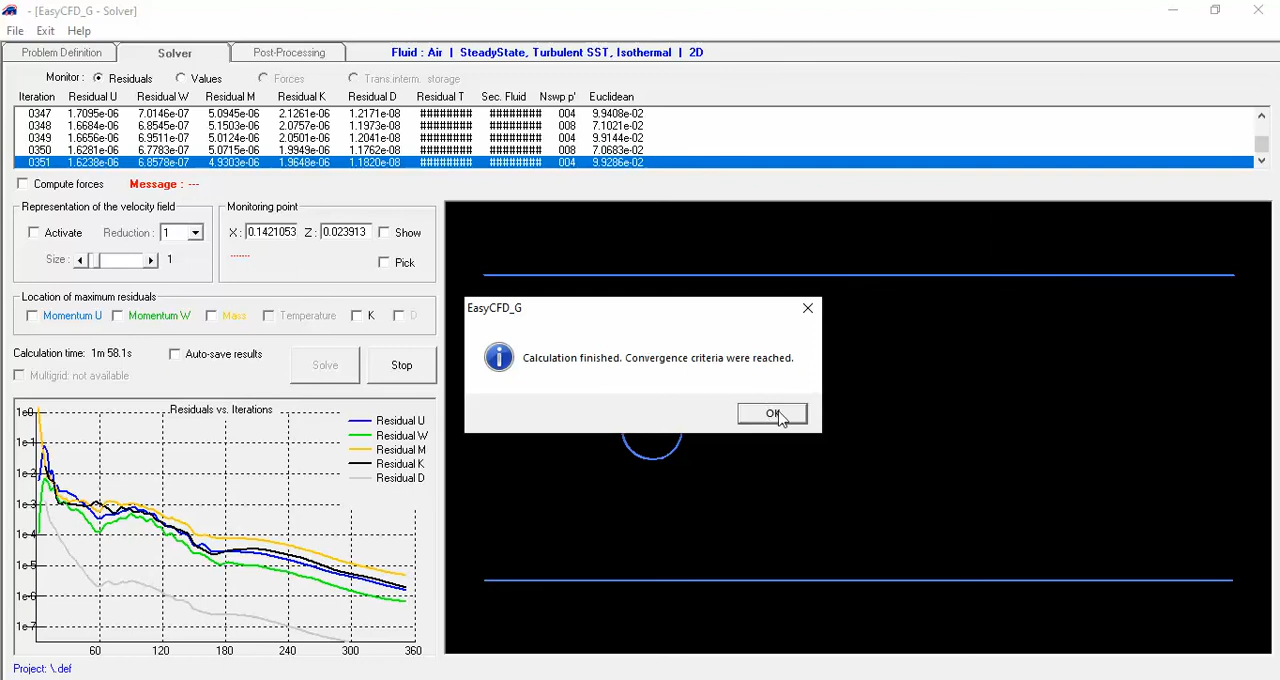 - [EasyCFD_G - Solver]
File Exit Help
Problem Definition Solver Post-Processing Fluid : Air | SteadyState, Turbulent SST, Isothermal | 2D
Monitor : Residuals Values Forces Trans.interm. storage
Iteration Residual U Residual W Residual M Residual K Residual D Residual T Sec. Fluid Nswp p' Euclidean
0347 1.7095e-06 7.0146e-07 5.0945e-06 2.1261e-06 1.2171e-08 ######## ######## 004 9.9408e-02
0348 1.6684e-06 6.8545e-07 5.1503e-06 2.0757e-06 1.1973e-08 ######## ######## 008 7.1021e-02
0349 1.6656e-06 6.9511e-07 5.0124e-06 2.0501e-06 1.2041e-08 ######## ######## 004 9.9144e-02
0350 1.6281e-06 6.7783e-07 5.0715e-06 1.9949e-06 1.1762e-08 ######## ######## 008 7.0683e-02
0351 1.6238e-06 6.8578e-07 4.9303e-06 1.9648e-06 1.1820e-08 ######## ######## 004 9.9286e-02
Compute forces Message : ---
Representation of the velocity field
Activate Reduction : 1
Size : 1
Monitoring point
X : 0.1421053 Z : 0.023913 Show
.......
Pick
Location of maximum residuals
Momentum U Momentum W Mass Temperature K D
Calculation time: 1m 58.1s Auto-save results Solve Stop
Multigrid: not available
Residuals vs. Iterations
Residual U
Residual W
Residual M
Residual K
Residual D
1e0
1e-1
1e-2
1e-3
1e-4
1e-5
1e-6
1e-7
60 120 180 240 300 360
Project: \.def
EasyCFD_G
Calculation finished. Convergence criteria were reached.
OK